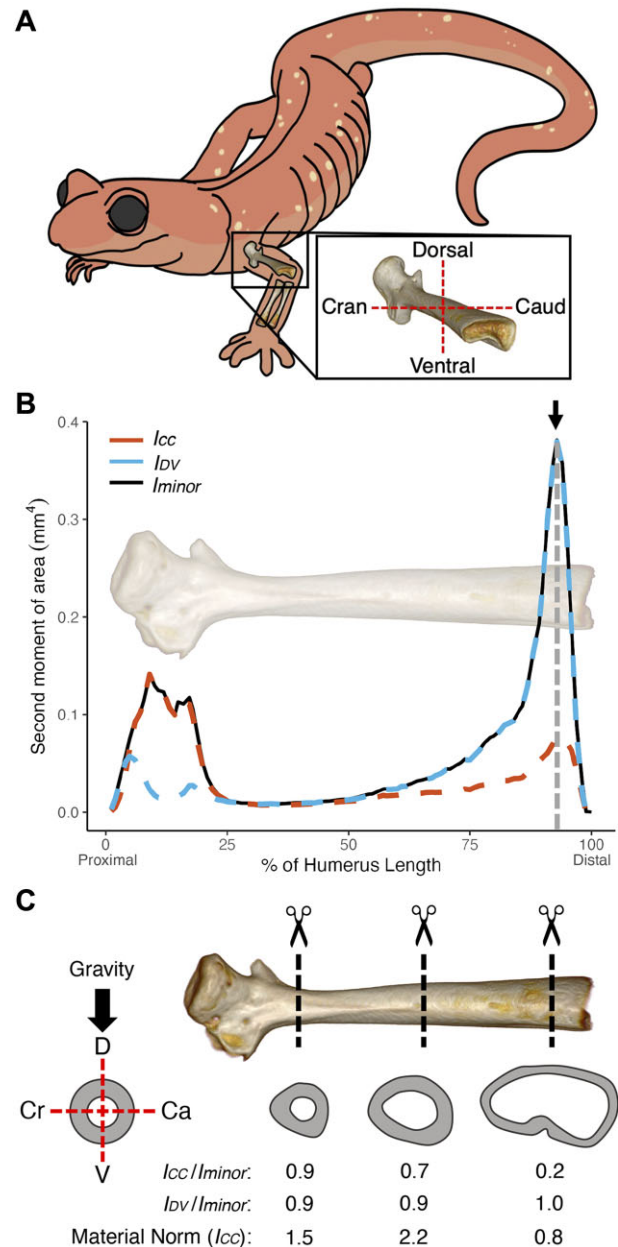 A
Dorsal
Cran
Caud
Ventral
B
0.4
0.3
0.2
0.1
0.0
Second moment of area (mm⁴)
Icc
IDV
Iminor
0
25
50
75
100
Proximal
Distal
% of Humerus Length
C
Gravity
D
Cr
Ca
V
Icc/Iminor: 0.9 0.7 0.2
IDV/Iminor: 0.9 0.9 1.0
Material Norm (Icc): 1.5 2.2 0.8